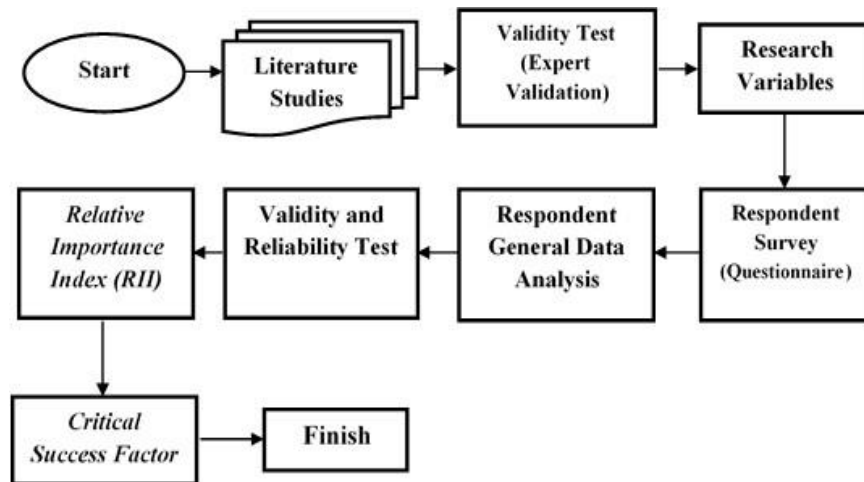 Start
Literature
Studies
Validity Test
(Expert
Validation)
Research
Variables
Respondent
Survey
(Questionnaire)
Respondent
General Data
Analysis
Validity and
Reliability Test
Relative
Importance
Index (RII)
Critical
Success Factor
Finish